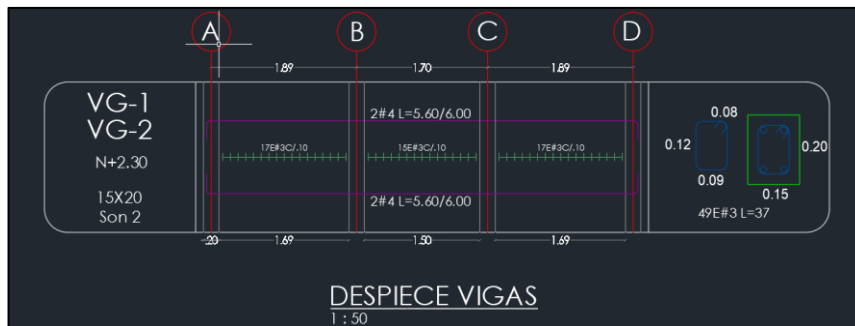 A B C D
1.89 1.70 1.89
VG-1
VG-2
N+2.30
15X20
Son 2
2#4 L=5.60/6.00
17E#3C/.10 15E#3C/.10 17E#3C/.10
2#4 L=5.60/6.00
.20 1.69 1.50 1.69
0.08
0.12
0.09
0.20
0.15
49E#3 L=37
DESPIECE VIGAS
1 : 50